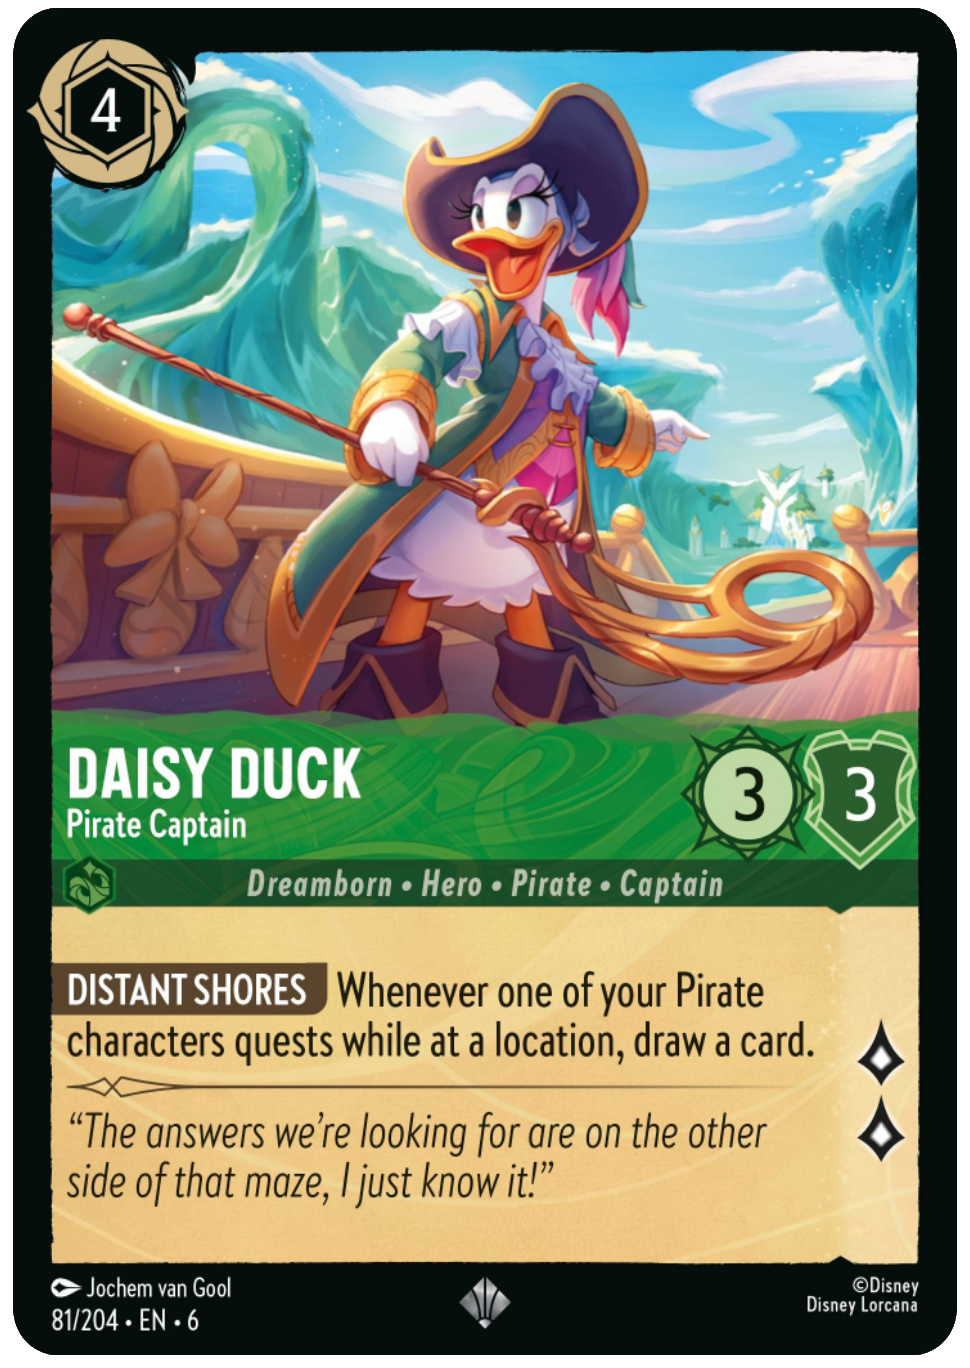 4
DAISY DUCK
Pirate Captain
3
3
Dreamborn • Hero • Pirate • Captain
DISTANT SHORES Whenever one of your Pirate
characters quests while at a location, draw a card.
“The answers we’re looking for are on the other
side of that maze, I just know it!”
Jochem van Gool
81/204 • EN • 6
©Disney
Disney Lorcana